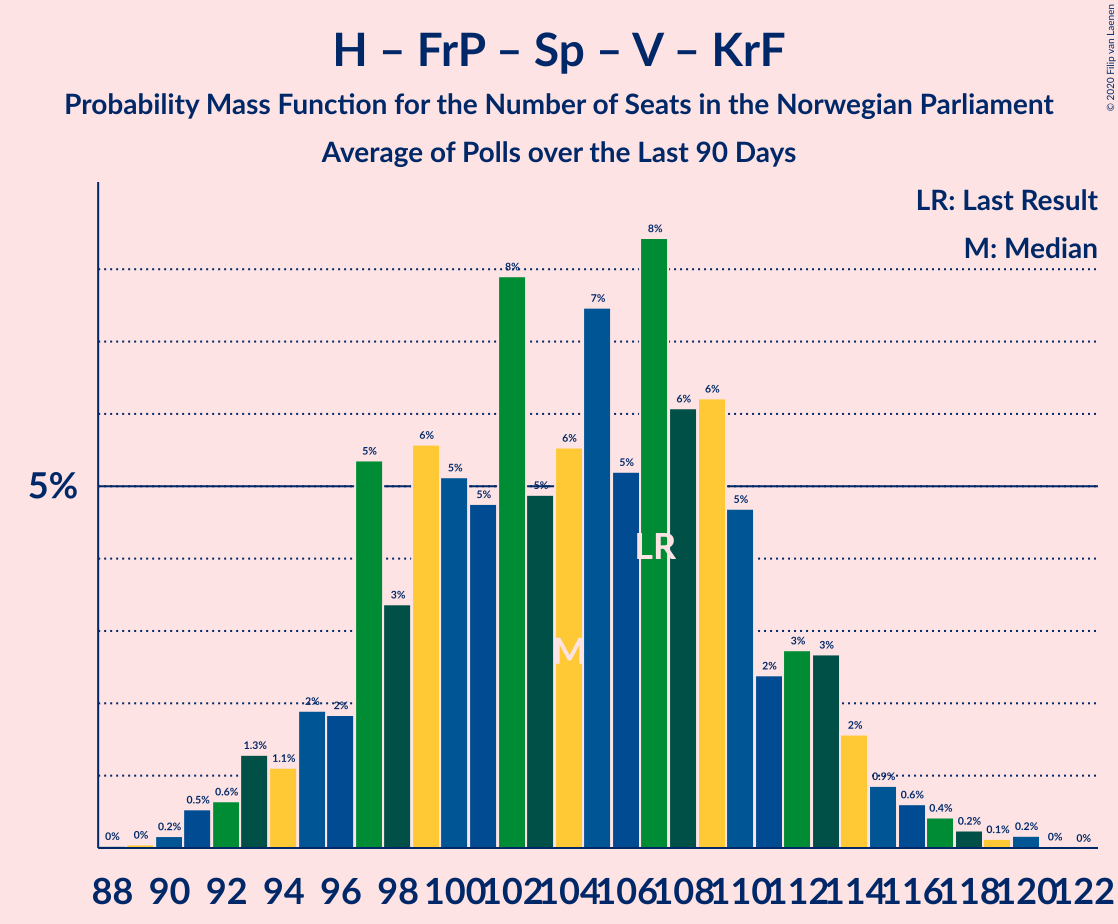 H – FrP – Sp – V – KrF
Probability Mass Function for the Number of Seats in the Norwegian Parliament
Average of Polls over the Last 90 Days
© 2020 Filip van Laenen
LR: Last Result
M: Median
5%
0% 0% 0.2% 0.5% 0.6% 1.3% 1.1% 2% 2% 5% 3% 6% 5% 5% 8% 5% 6% 7% 5% 8% 6% 6% 5% 2% 3% 3% 2% 0.9% 0.6% 0.4% 0.2% 0.1% 0.2% 0% 0%
LR
M
88 90 92 94 96 98 100 102 104 106 108 110 112 114 116 118 120 122